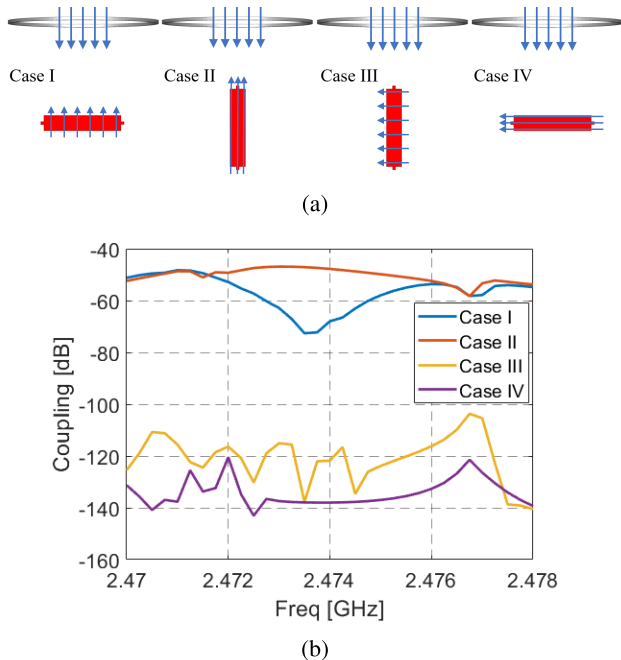 Case I
Case II
Case III
Case IV
(a)
-40
-60
-80
-100
-120
-140
-160
Coupling [dB]
Case I
Case II
Case III
Case IV
2.47
2.472
2.474
2.476
2.478
Freq [GHz]
(b)